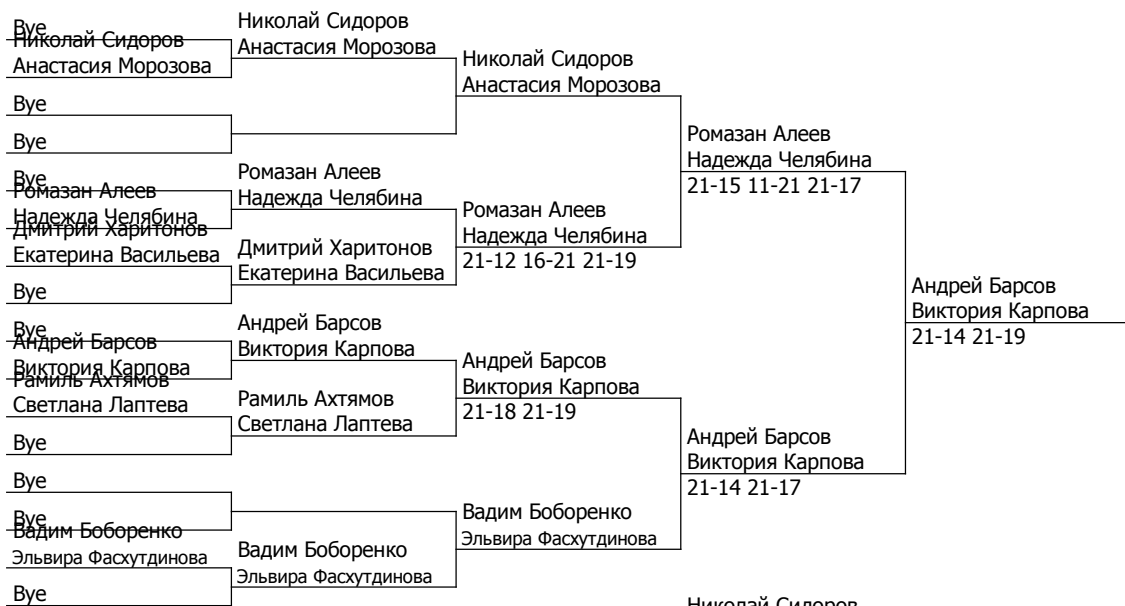 Bye
Николай Сидоров
Анастасия Морозова
Bye
Bye
Bye
Ромазан Алеев
Надежда Челябина
Дмитрий Харитонов
Екатерина Васильева
Bye
Bye
Андрей Барсов
Виктория Карпова
Рамиль Ахтямов
Светлана Лаптева
Bye
Bye
Bye
Вадим Боборенко
Эльвира Фасхутдинова
Bye
Николай Сидоров
Анастасия Морозова
Ромазан Алеев
Надежда Челябина
Дмитрий Харитонов
Екатерина Васильева
Андрей Барсов
Виктория Карпова
Рамиль Ахтямов
Светлана Лаптева
Вадим Боборенко
Эльвира Фасхутдинова
Николай Сидоров
Анастасия Морозова
Ромазан Алеев
Надежда Челябина
21-12 16-21 21-19
Андрей Барсов
Виктория Карпова
21-18 21-19
Вадим Боборенко
Эльвира Фасхутдинова
Ромазан Алеев
Надежда Челябина
21-15 11-21 21-17
Андрей Барсов
Виктория Карпова
21-14 21-17
Николай Сидоров
Андрей Барсов
Виктория Карпова
21-14 21-19